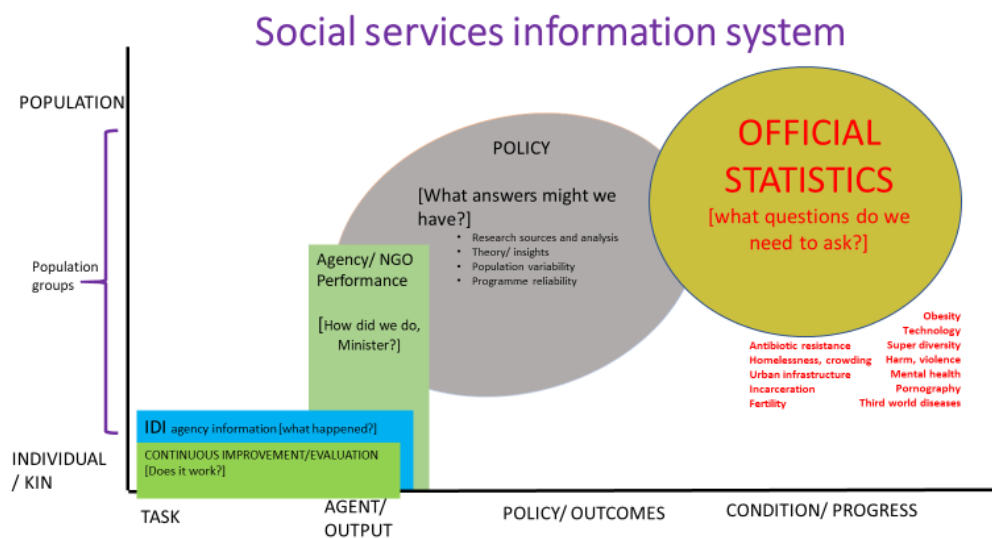 Social services information system
POPULATION
Population
groups
INDIVIDUAL
/ KIN
POLICY
[What answers might we
have?]
• Research sources and analysis
• Theory/ insights
• Population variability
• Programme reliability
OFFICIAL
STATISTICS
[what questions do we
need to ask?]
Agency/ NGO
Performance
[How did we do,
Minister?]
IDI agency information [what happened?]
CONTINUOUS IMPROVEMENT/EVALUATION
[Does it work?]
Antibiotic resistance
Homelessness, crowding
Urban infrastructure
Incarceration
Fertility
Obesity
Technology
Super diversity
Harm, violence
Mental health
Pornography
Third world diseases
TASK
AGENT/
OUTPUT
POLICY/ OUTCOMES
CONDITION/ PROGRESS